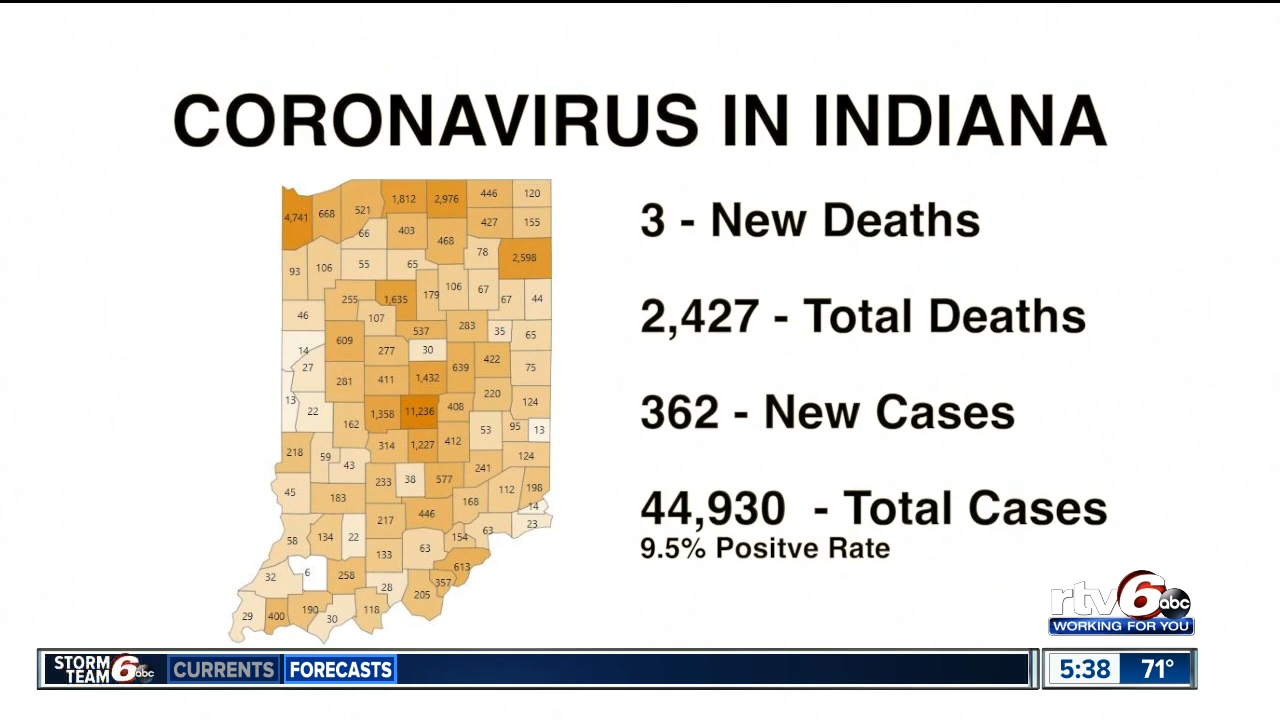 CORONAVIRUS IN INDIANA
4,741 668 521 1,812 2,976 446 120
66 403 468 427 155
93 106 55 65 78 2,598
46 255 107 1,635 179 106 67 67 44
14 609 277 537 30 283 35 65
27 281 411 1,432 639 422 75
13 22 162 1,358 11,236 408 220 124
218 59 43 314 1,227 412 53 95 13
45 183 233 38 577 241 124
58 134 22 217 446 168 112 198 14
32 6 258 133 63 154 63 23
29 400 190 30 118 28 205 357 613
3 - New Deaths
2,427 - Total Deaths
362 - New Cases
44,930 - Total Cases
9.5% Positve Rate
rtv6 abc
WORKING FOR YOU
STORM TEAM 6 abc
CURRENTS
FORECASTS
5:38 71°